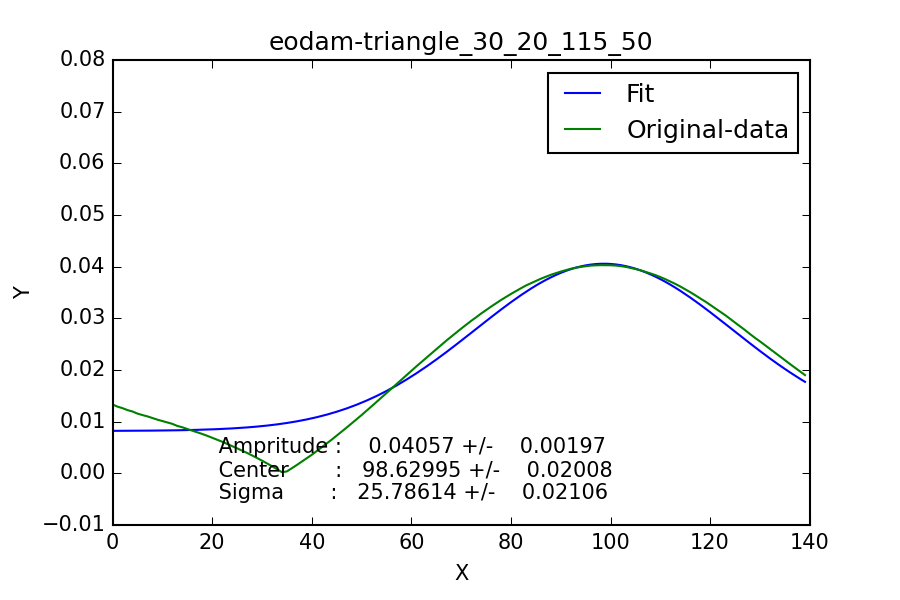 eodam-triangle_30_20_115_50
0.08
0.07
0.06
0.05
0.04
0.03
0.02
0.01
0.00
−0.01
Y
Fit
Original-data
Ampritude : 0.04057 +/- 0.00197
Center : 98.62995 +/- 0.02008
Sigma : 25.78614 +/- 0.02106
0 20 40 60 80 100 120 140
X